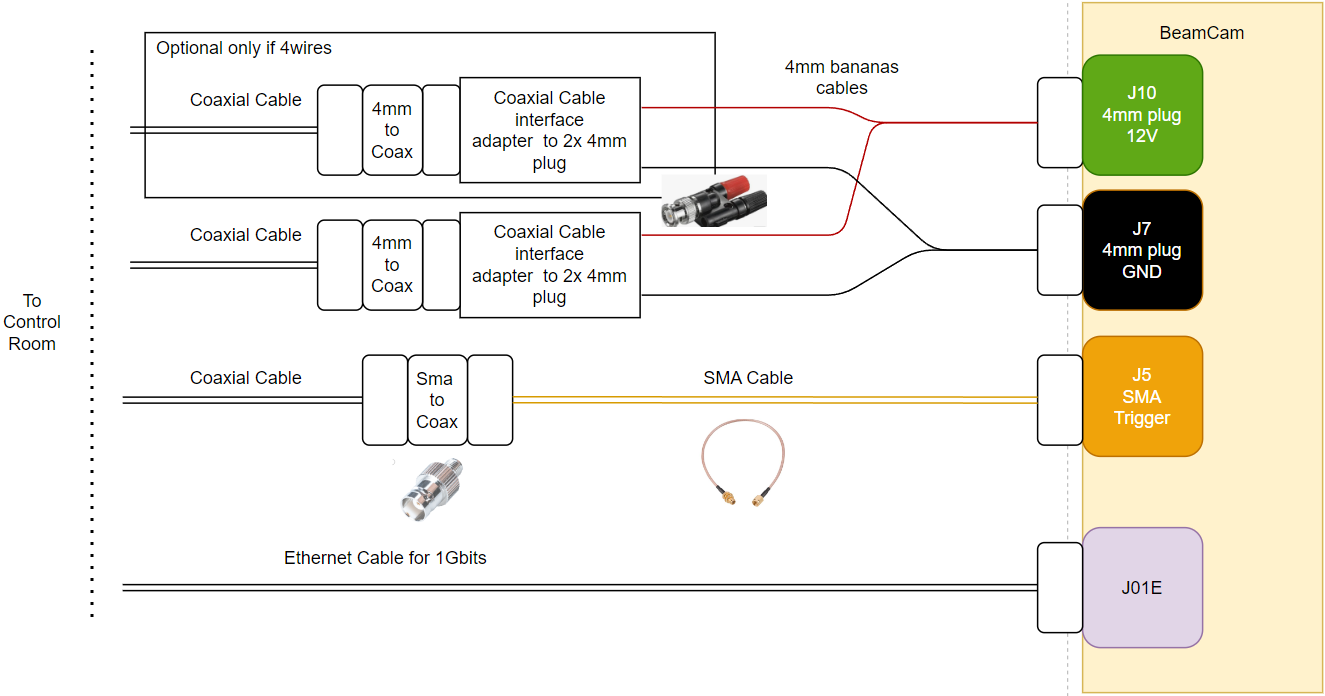 BeamCam
Optional only if 4wires
4mm bananas
cables
Coaxial Cable
4mm
to
Coax
Coaxial Cable
interface
adapter  to 2x 4mm
plug
J10
4mm plug
12V
Coaxial Cable
4mm
to
Coax
Coaxial Cable
interface
adapter  to 2x 4mm
plug
J7
4mm plug
GND
To
Control
Room
Coaxial Cable
Sma
to
Coax
SMA Cable
J5
SMA
Trigger
Ethernet Cable for 1Gbits
J01E